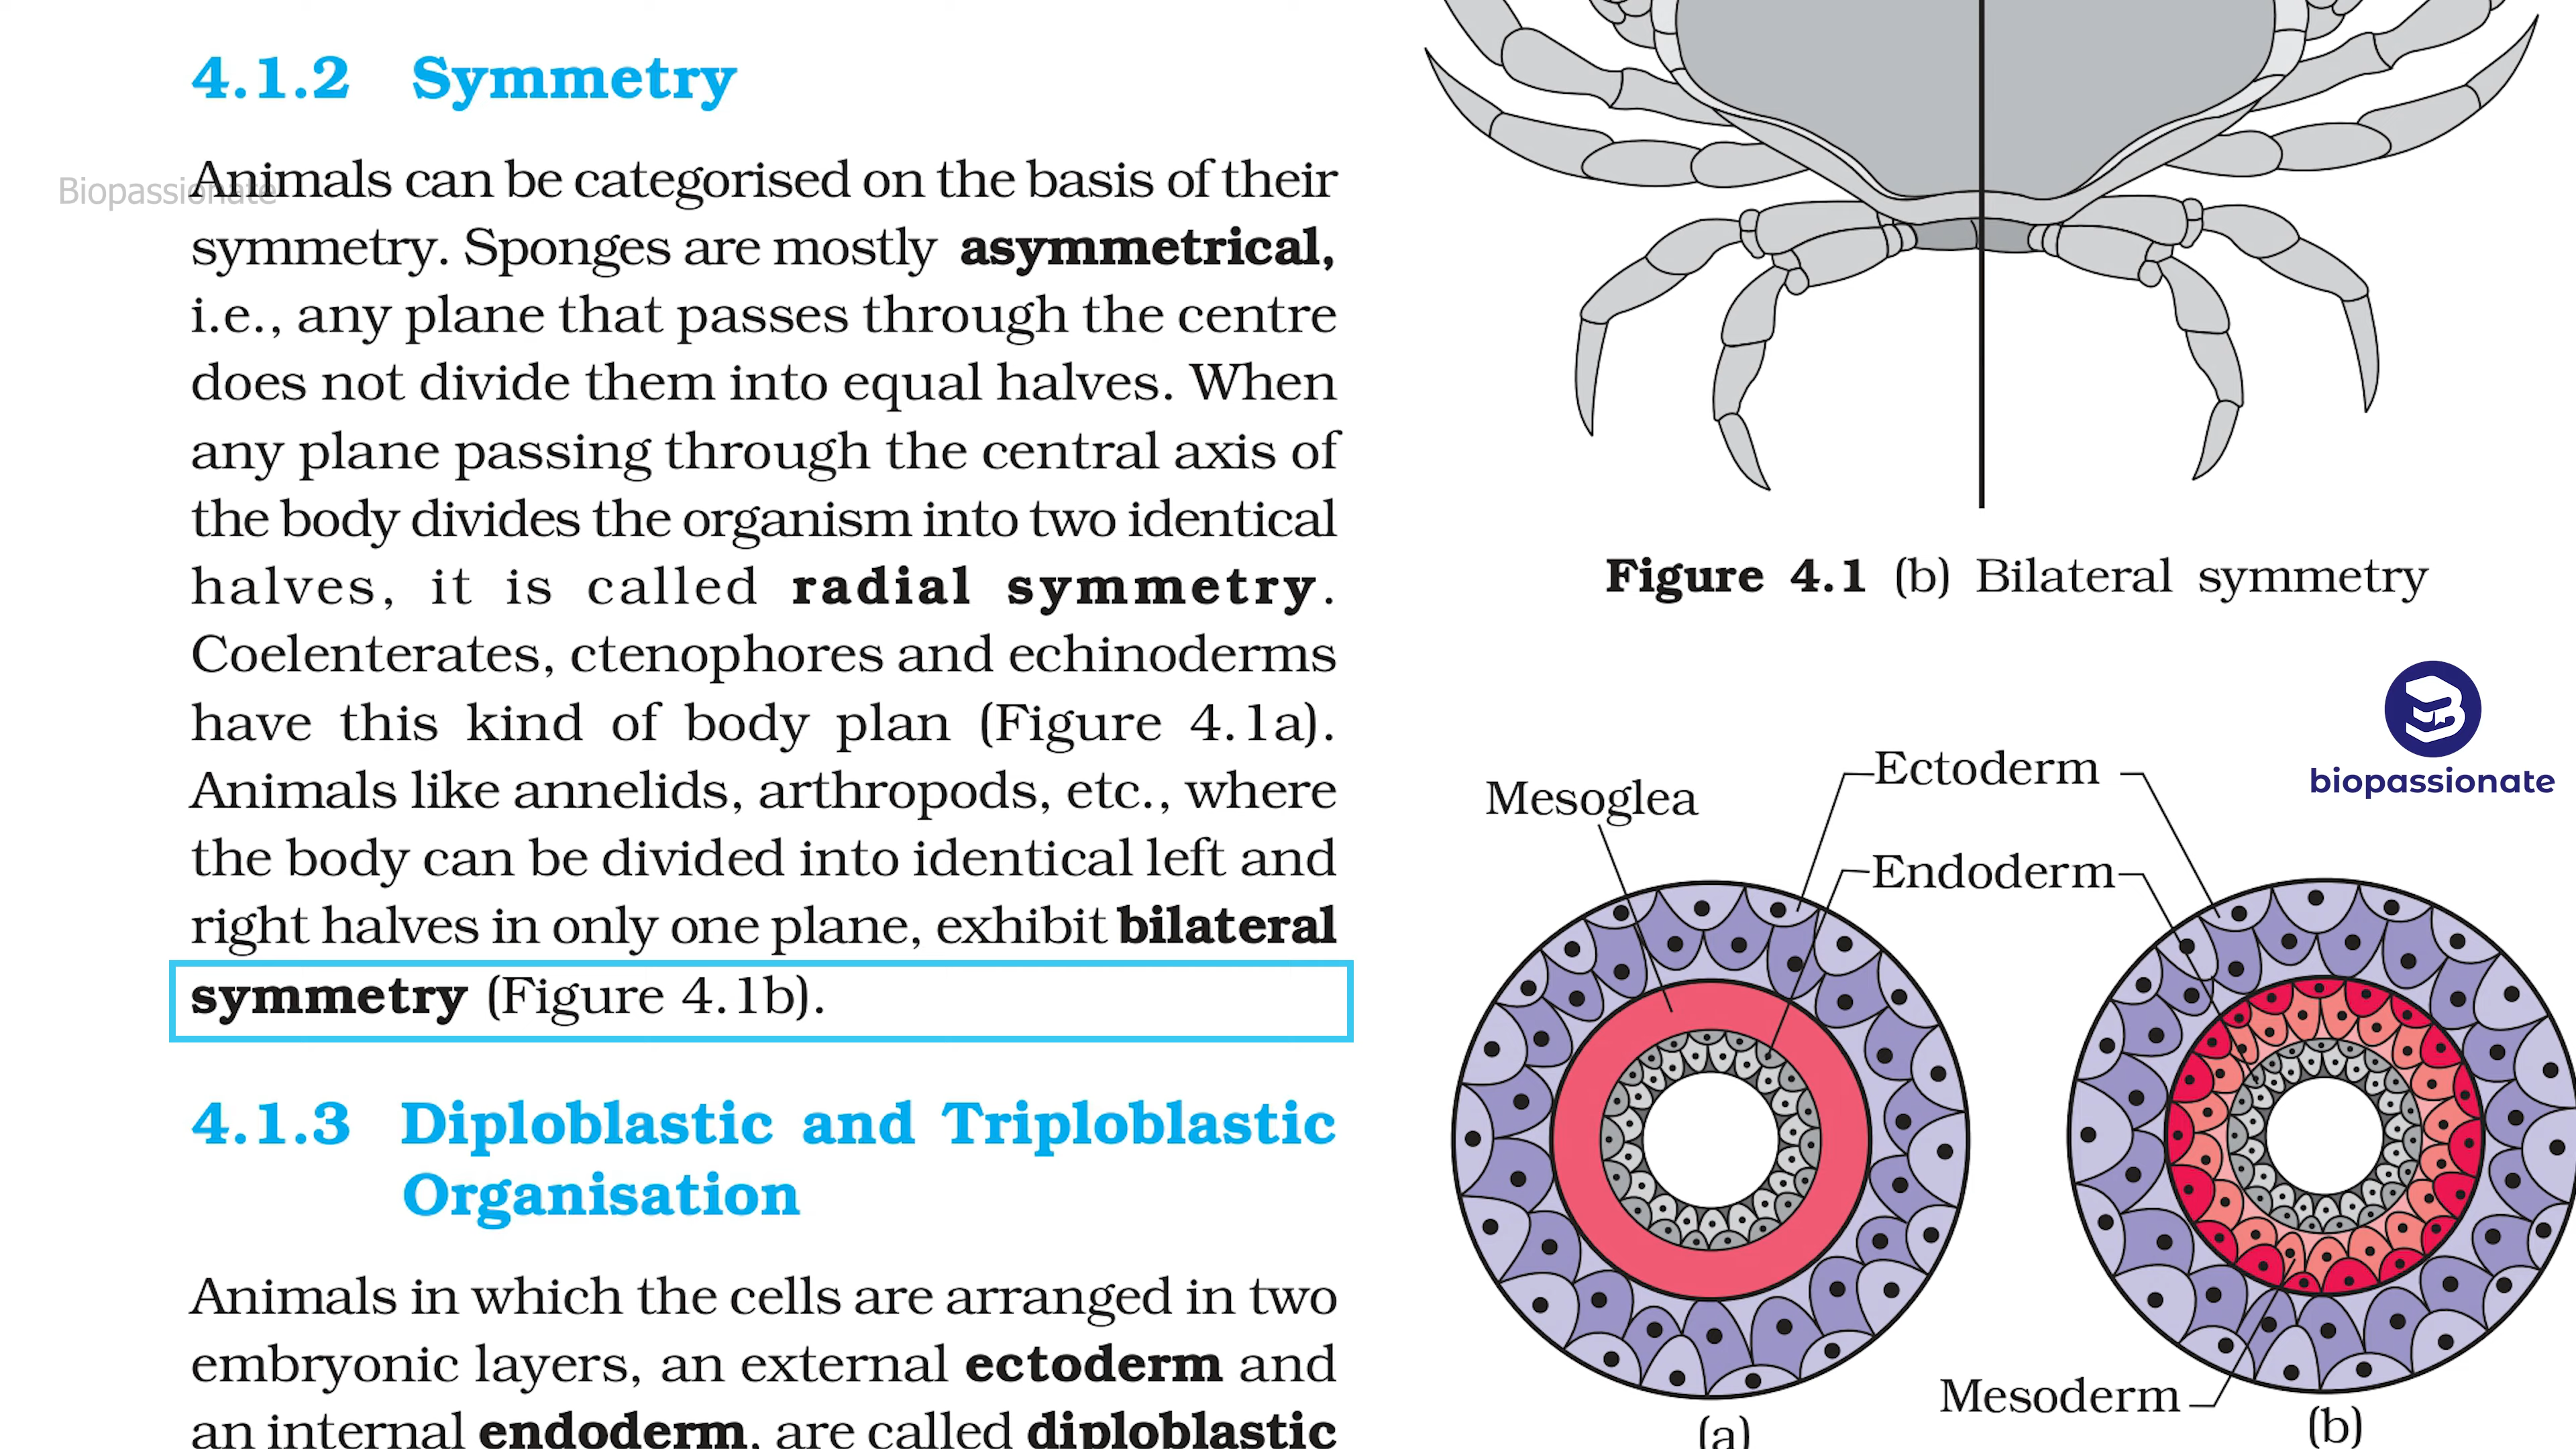 4.1.2 Symmetry
Biopassionate
Animals can be categorised on the basis of their
symmetry. Sponges are mostly asymmetrical,
i.e., any plane that passes through the centre
does not divide them into equal halves. When
any plane passing through the central axis of
the body divides the organism into two identical
halves, it is called radial symmetry.
Coelenterates, ctenophores and echinoderms
have this kind of body plan (Figure 4.1a).
Animals like annelids, arthropods, etc., where
the body can be divided into identical left and
right halves in only one plane, exhibit bilateral
symmetry (Figure 4.1b).
4.1.3 Diploblastic and Triploblastic
Organisation
Animals in which the cells are arranged in two
embryonic layers, an external ectoderm and
an internal endoderm, are called diploblastic
Figure 4.1 (b) Bilateral symmetry
biopassionate
Ectoderm
Mesoglea
Endoderm
Mesoderm
(a)
(b)